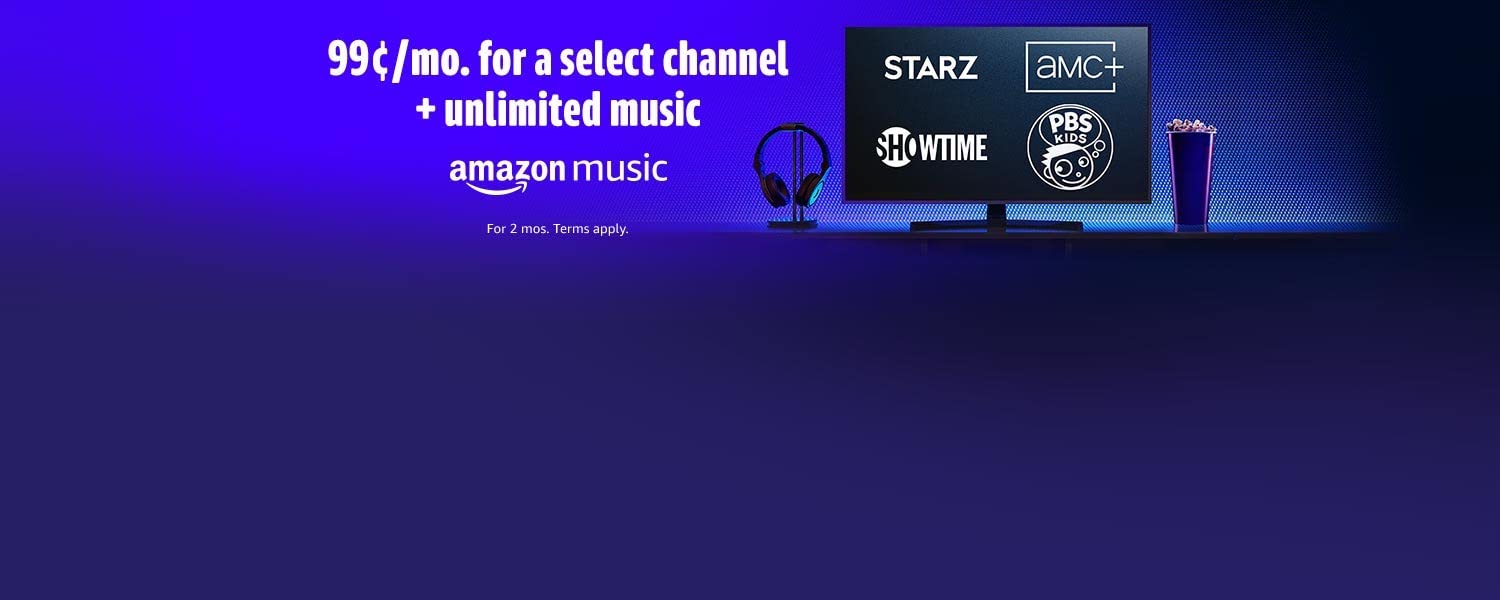 99¢/mo. for a select channel
+ unlimited music
amazon music
For 2 mos. Terms apply.
STARZ
aMC+
SHOWTIME
PBS
KIDS